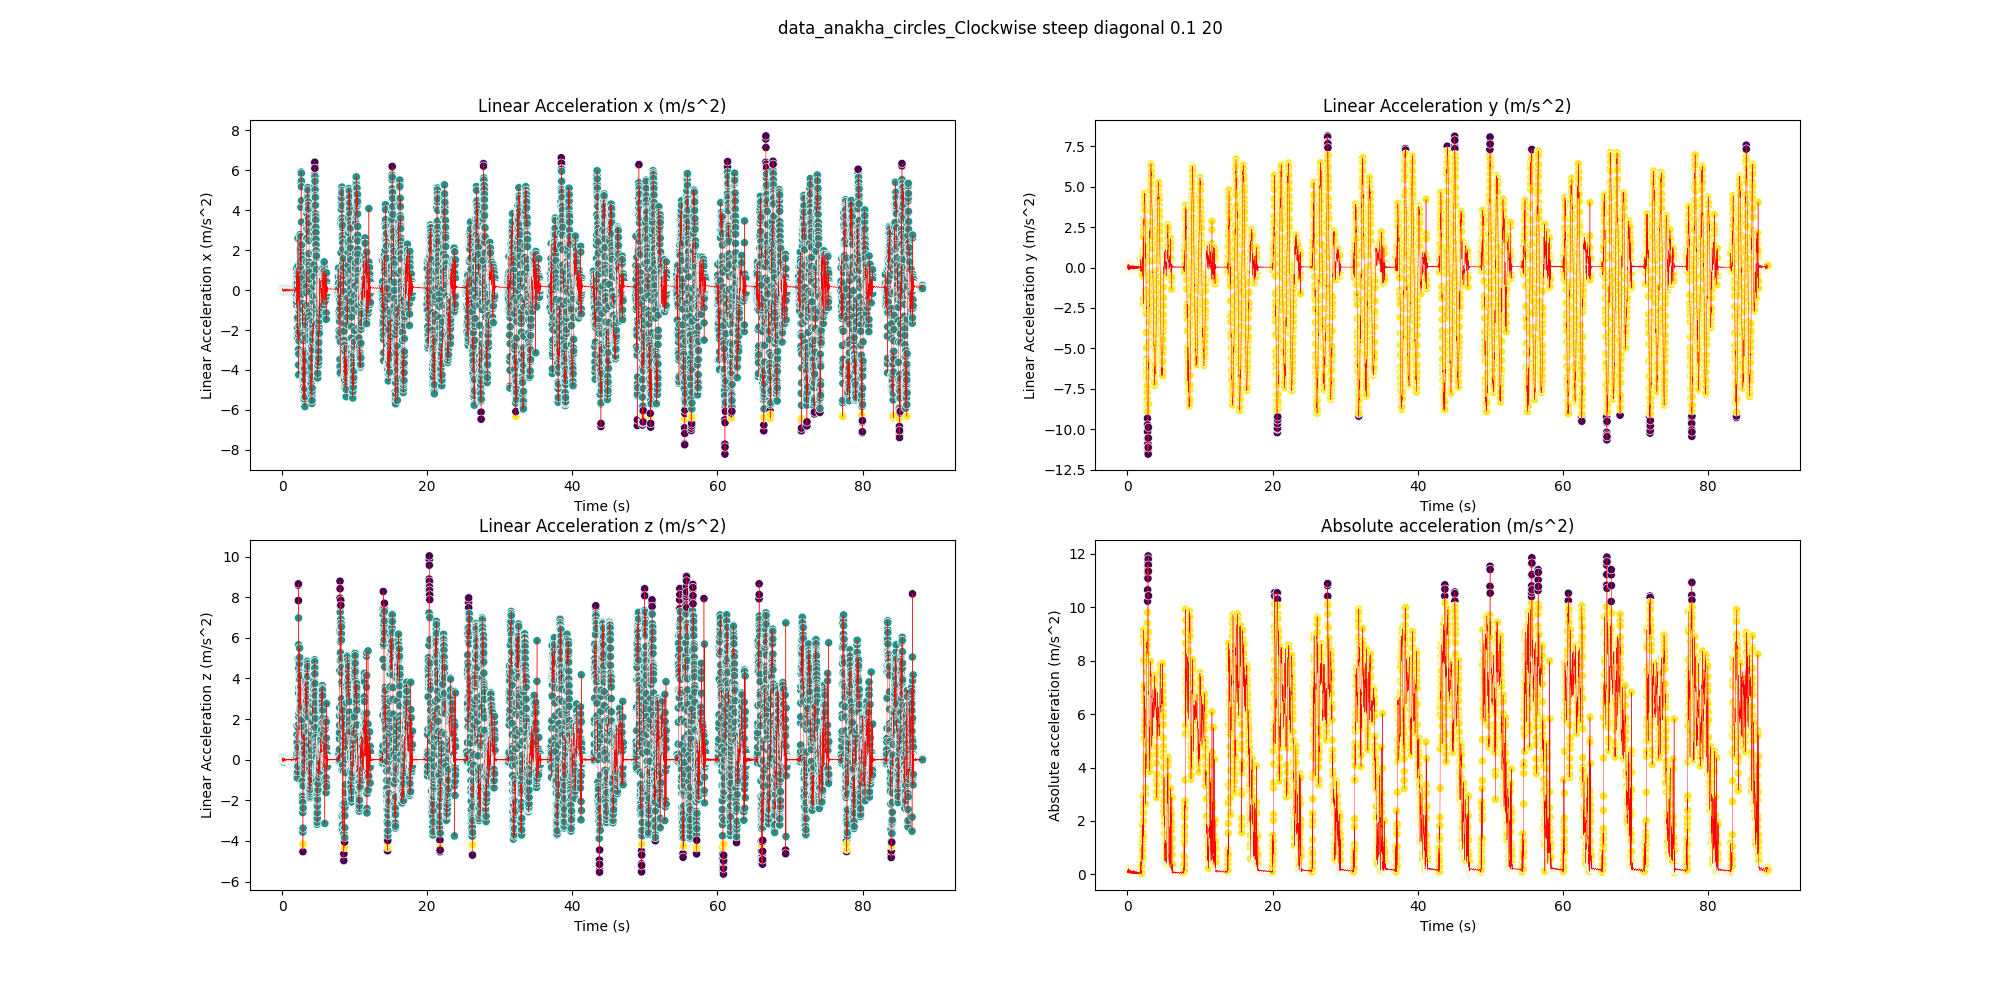 data_anakha_circles_Clockwise steep diagonal 0.1 20
Linear Acceleration x (m/s^2)
Linear Acceleration x (m/s^2)
8
6
4
2
0
−2
−4
−6
−8
0 20 40 60 80
Time (s)
Linear Acceleration y (m/s^2)
Linear Acceleration y (m/s^2)
7.5
5.0
2.5
0.0
−2.5
−5.0
−7.5
−10.0
−12.5
0 20 40 60 80
Time (s)
Linear Acceleration z (m/s^2)
Linear Acceleration z (m/s^2)
10
8
6
4
2
0
−2
−4
−6
0 20 40 60 80
Time (s)
Absolute acceleration (m/s^2)
Absolute acceleration (m/s^2)
12
10
8
6
4
2
0
0 20 40 60 80
Time (s)